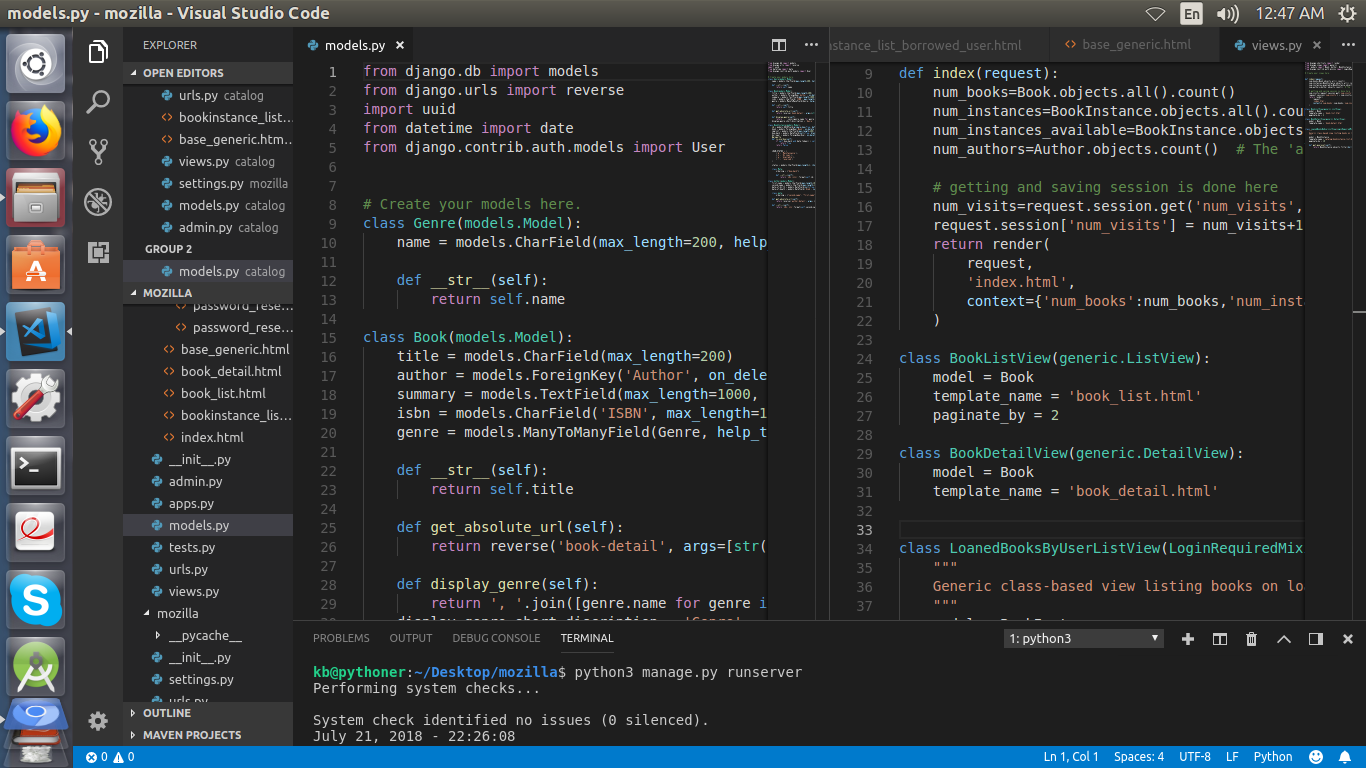 models.py - mozilla - Visual Studio Code
En
12:47 AM
EXPLORER
OPEN EDITORS
urls.py catalog
bookinstance_list...
base_generic.htm...
views.py catalog
settings.py mozilla
models.py catalog
admin.py catalog
GROUP 2
models.py catalog
MOZILLA
password_rese...
password_rese...
base_generic.html
book_detail.html
book_list.html
bookinstance_lis...
index.html
__init__.py
admin.py
apps.py
models.py
tests.py
urls.py
views.py
mozilla
__pycache__
__init__.py
settings.py
urls.py
OUTLINE
MAVEN PROJECTS
models.py
1 from django.db import models
2 from django.urls import reverse
3 import uuid
4 from datetime import date
5 from django.contrib.auth.models import User
6
7
8 # Create your models here.
9 class Genre(models.Model):
10 name = models.CharField(max_length=200, help
11
12 def __str__(self):
13 return self.name
14
15 class Book(models.Model):
16 title = models.CharField(max_length=200)
17 author = models.ForeignKey('Author', on_dele
18 summary = models.TextField(max_length=1000,
19 isbn = models.CharField('ISBN', max_length=1
20 genre = models.ManyToManyField(Genre, help_t
21
22 def __str__(self):
23 return self.title
24
25 def get_absolute_url(self):
26 return reverse('book-detail', args=[str(
27
28 def display_genre(self):
29 return ', '.join([genre.name for genre i
instance_list_borrowed_user.html
base_generic.html
views.py
9 def index(request):
10 num_books=Book.objects.all().count()
11 num_instances=BookInstance.objects.all().cou
12 num_instances_available=BookInstance.objects
13 num_authors=Author.objects.count() # The 'a
14
15 # getting and saving session is done here
16 num_visits=request.session.get('num_visits',
17 request.session['num_visits'] = num_visits+1
18 return render(
19 request,
20 'index.html',
21 context={'num_books':num_books,'num_inst
22 )
23
24 class BookListView(generic.ListView):
25 model = Book
26 template_name = 'book_list.html'
27 paginate_by = 2
28
29 class BookDetailView(generic.DetailView):
30 model = Book
31 template_name = 'book_detail.html'
32
33
34 class LoanedBooksByUserListView(LoginRequiredMix
35 """
36 Generic class-based view listing books on lo
37 """
PROBLEMS OUTPUT DEBUG CONSOLE TERMINAL
1: python3
kb@pythoner:~/Desktop/mozilla$ python3 manage.py runserver
Performing system checks...
System check identified no issues (0 silenced).
July 21, 2018 - 22:26:08
0 0
Ln 1, Col 1 Spaces: 4 UTF-8 LF Python